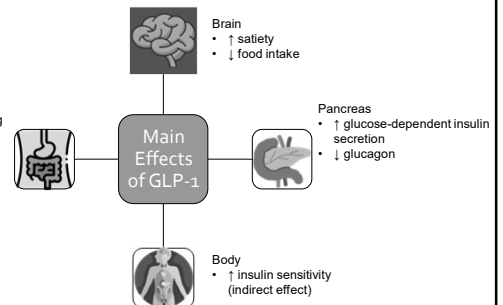 Brain
• ↑ satiety
• ↓ food intake
g
Main
Effects
of GLP-1
Pancreas
• ↑ glucose-dependent insulin
secretion
• ↓ glucagon
Body
• ↑ insulin sensitivity
(indirect effect)